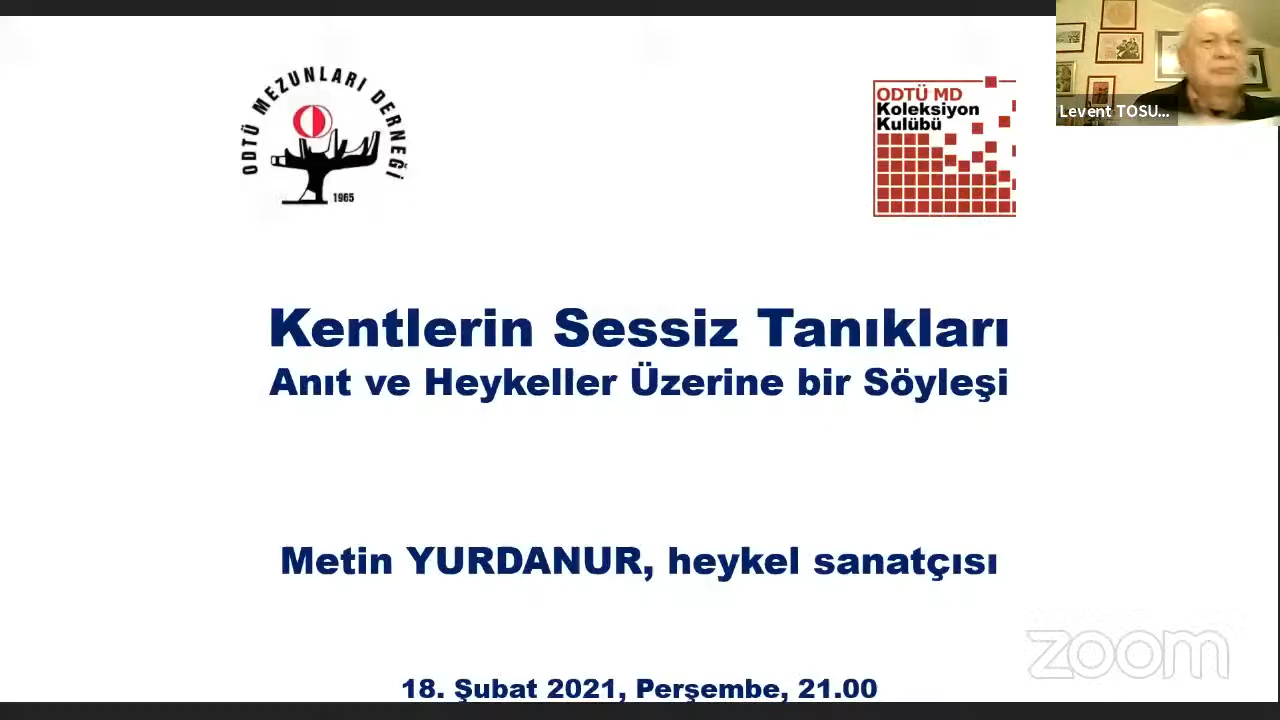 ODTÜ MEZUNLARI DERNEĞİ
1965
ODTÜ MD
Koleksiyon
Kulübü
Levent TOSU...
Kentlerin Sessiz Tanıkları
Anıt ve Heykeller Üzerine bir Söyleşi
Metin YURDANUR, heykel sanatçısı
zoom
18. Şubat 2021, Perşembe, 21.00